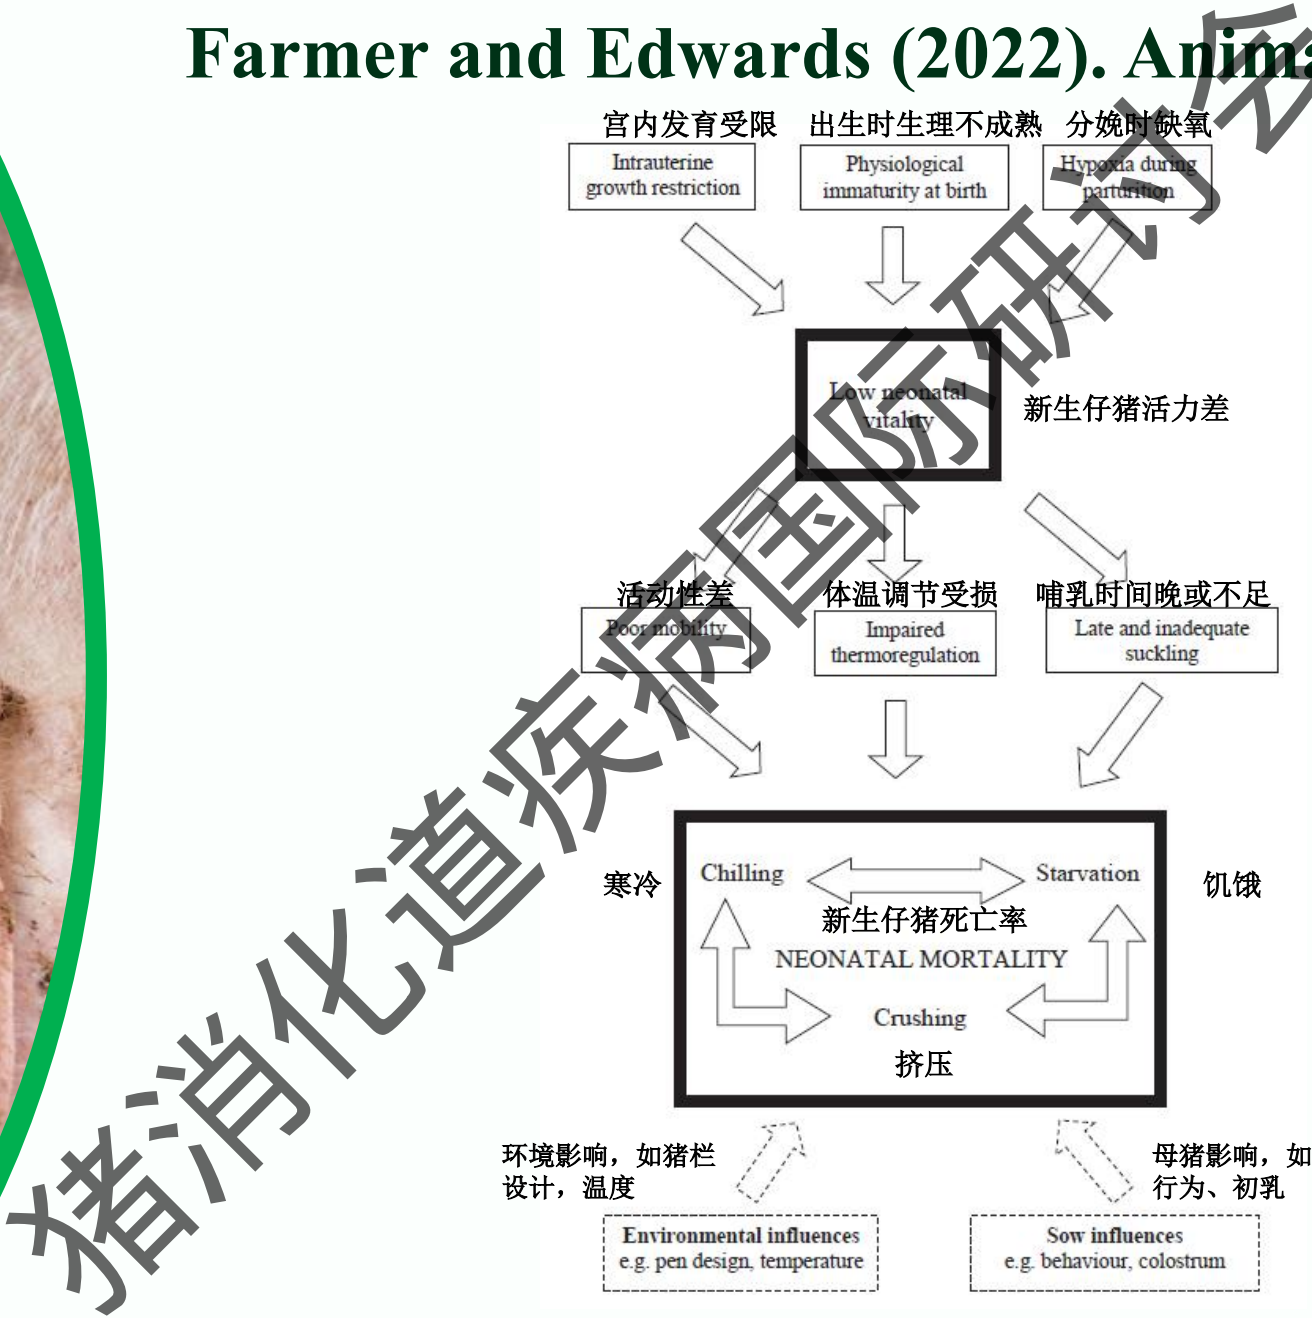 Farmer and Edwards (2022). Anima
宫内发育受限 出生时生理不成熟 分娩时缺氧
Intrauterine
growth restriction
Physiological
immaturity at birth
Hypoxia during
parturition
Low neonatal
vitality
新生仔猪活力差
活动性差 体温调节受损 哺乳时间晚或不足
Poor mobility
Impaired
thermoregulation
Late and inadequate
suckling
寒冷
Chilling
Starvation
饥饿
新生仔猪死亡率
NEONATAL MORTALITY
Crushing
挤压
环境影响，如猪栏
设计，温度
母猪影响，如
行为、初乳
Environmental influences
e.g. pen design, temperature
Sow influences
e.g. behaviour, colostrum
猪消化道疾病国际研讨会